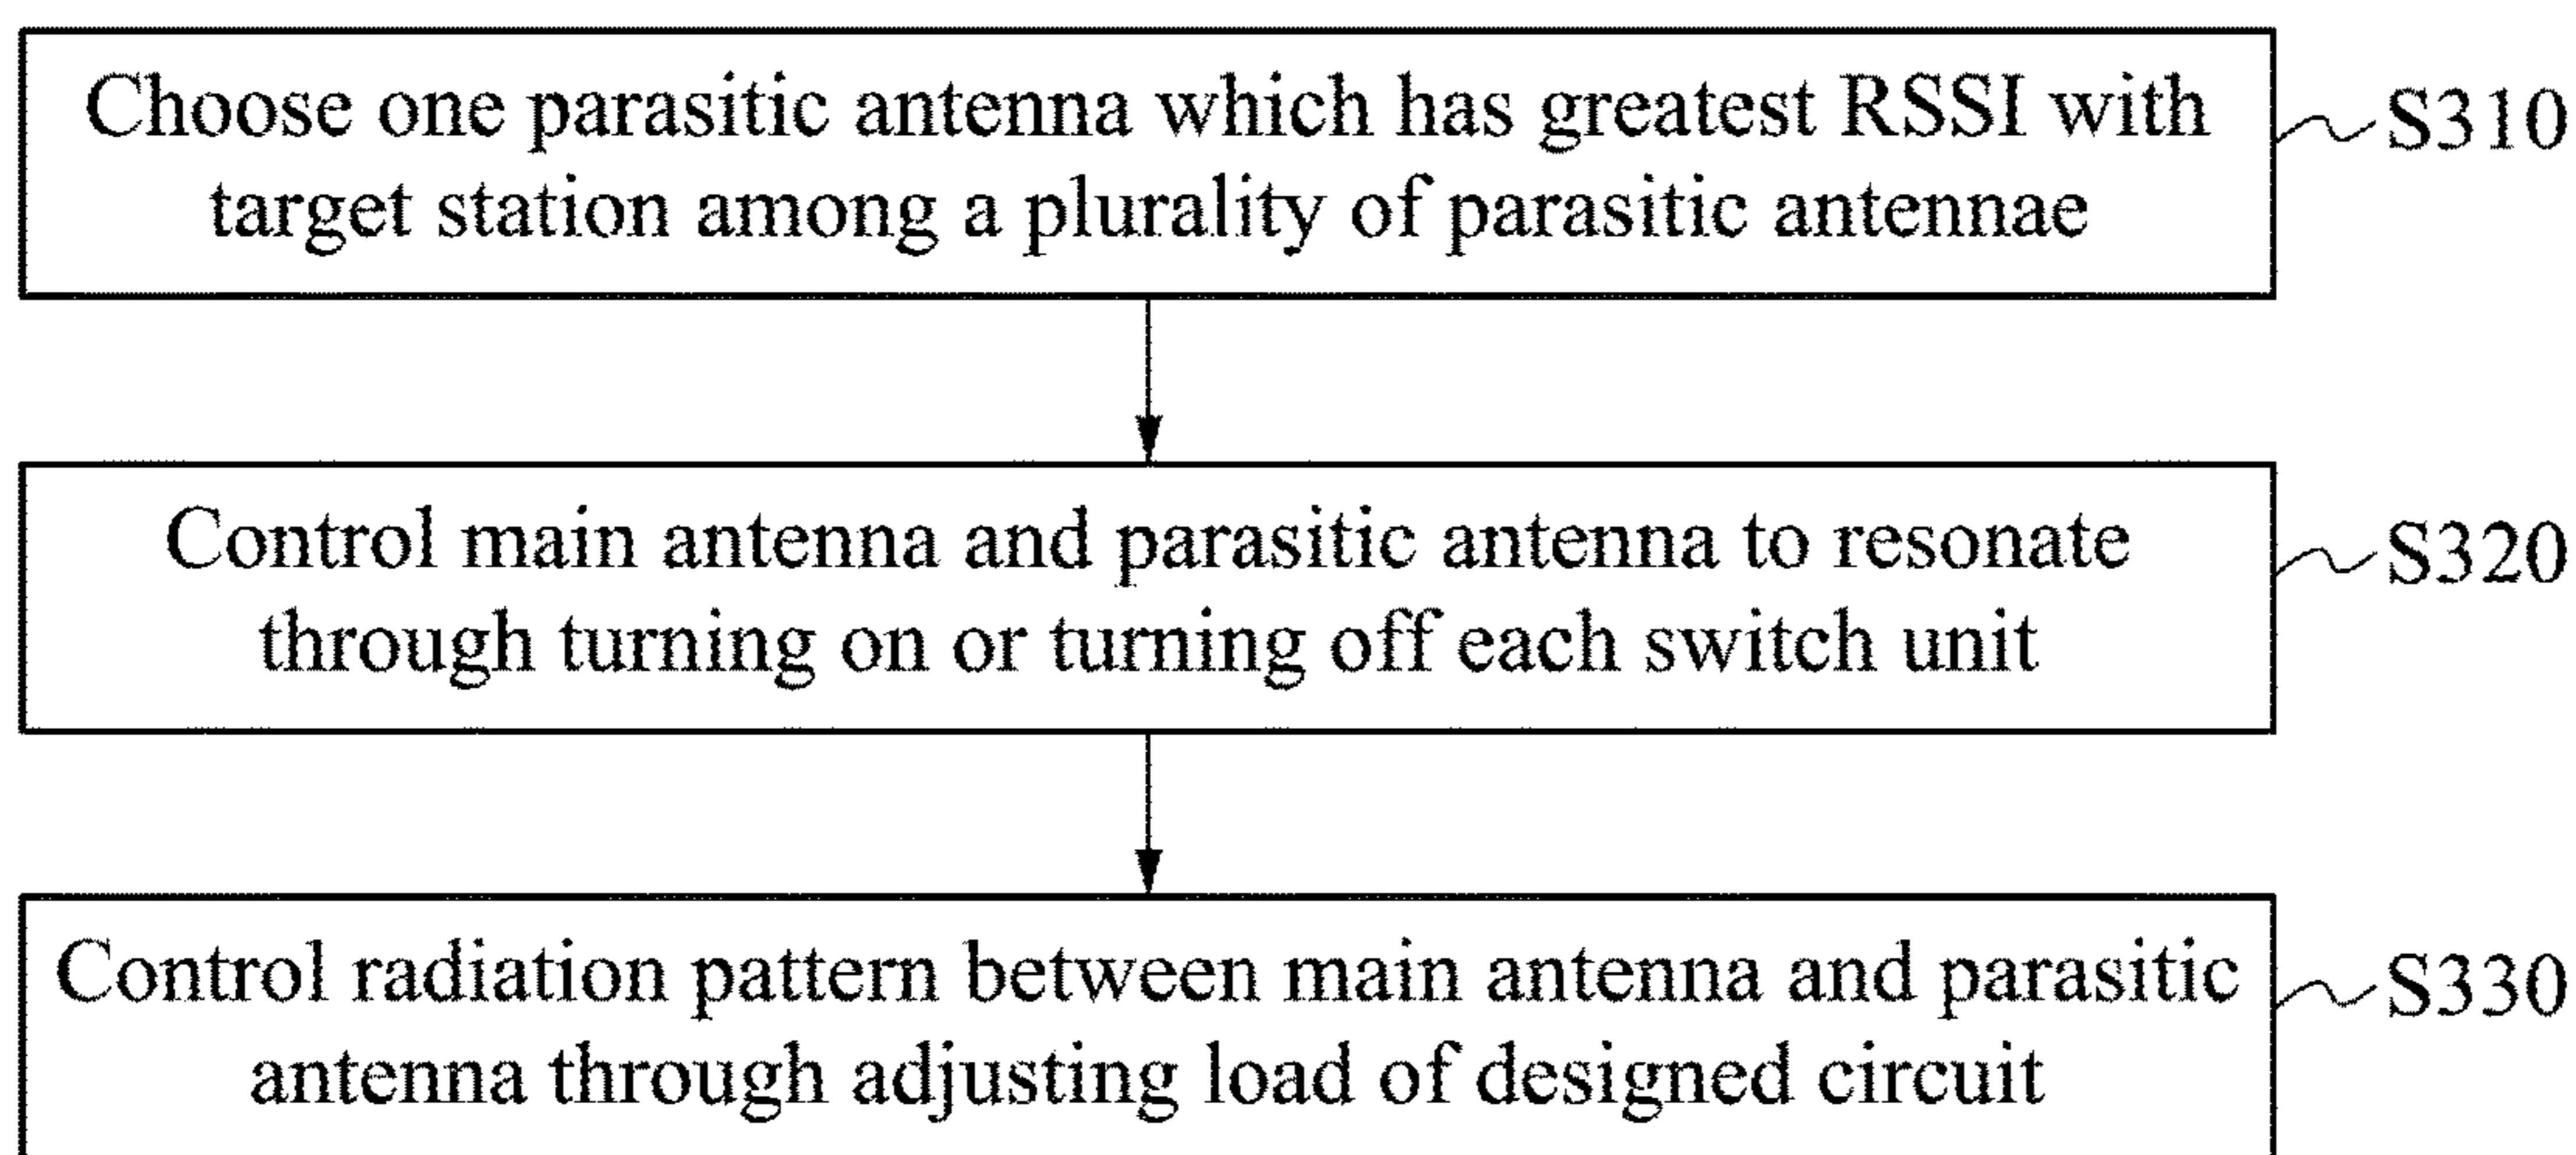 Choose one parasitic antenna which has greatest RSSI with
target station among a plurality of parasitic antennae
S310
Control main antenna and parasitic antenna to resonate
through turning on or turning off each switch unit
S320
Control radiation pattern between main antenna and parasitic
antenna through adjusting load of designed circuit
S330